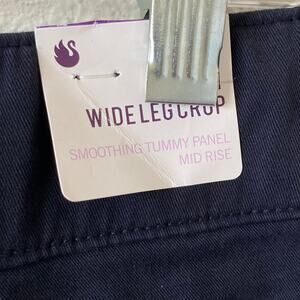 WIDE LEG CROP
SMOOTHING TUMMY PANEL
MID RISE